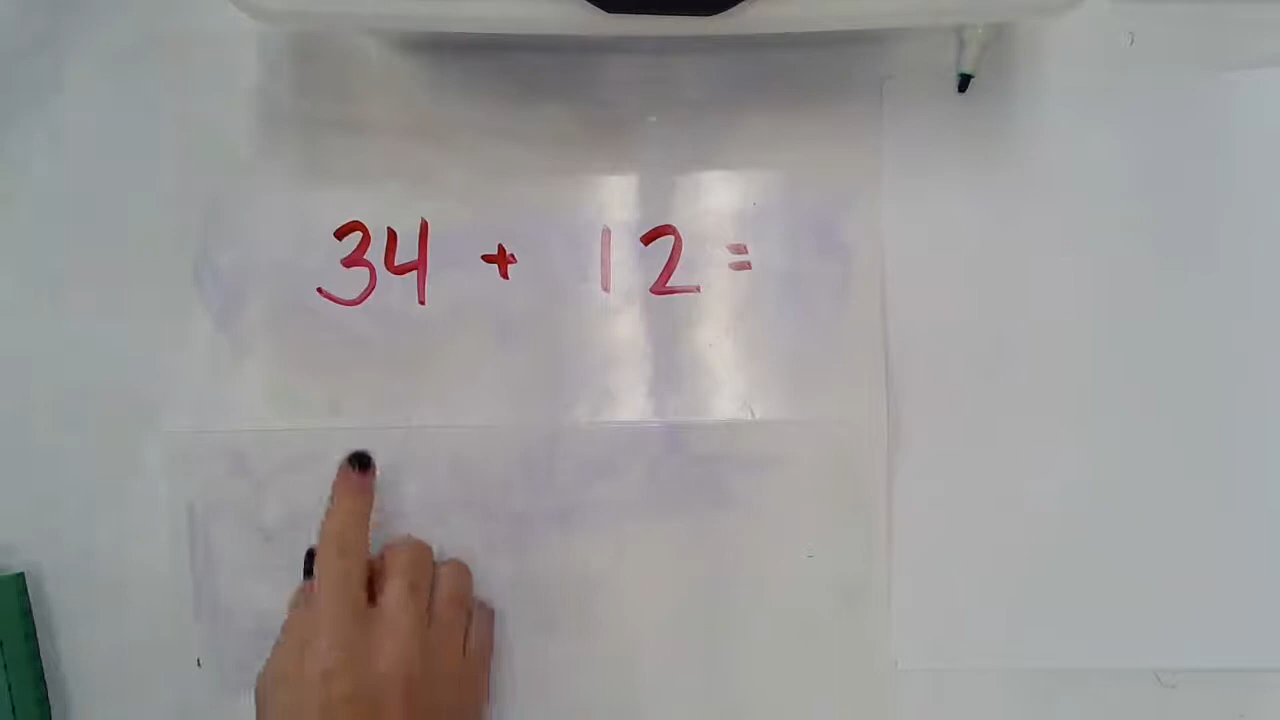 34 + 12 =